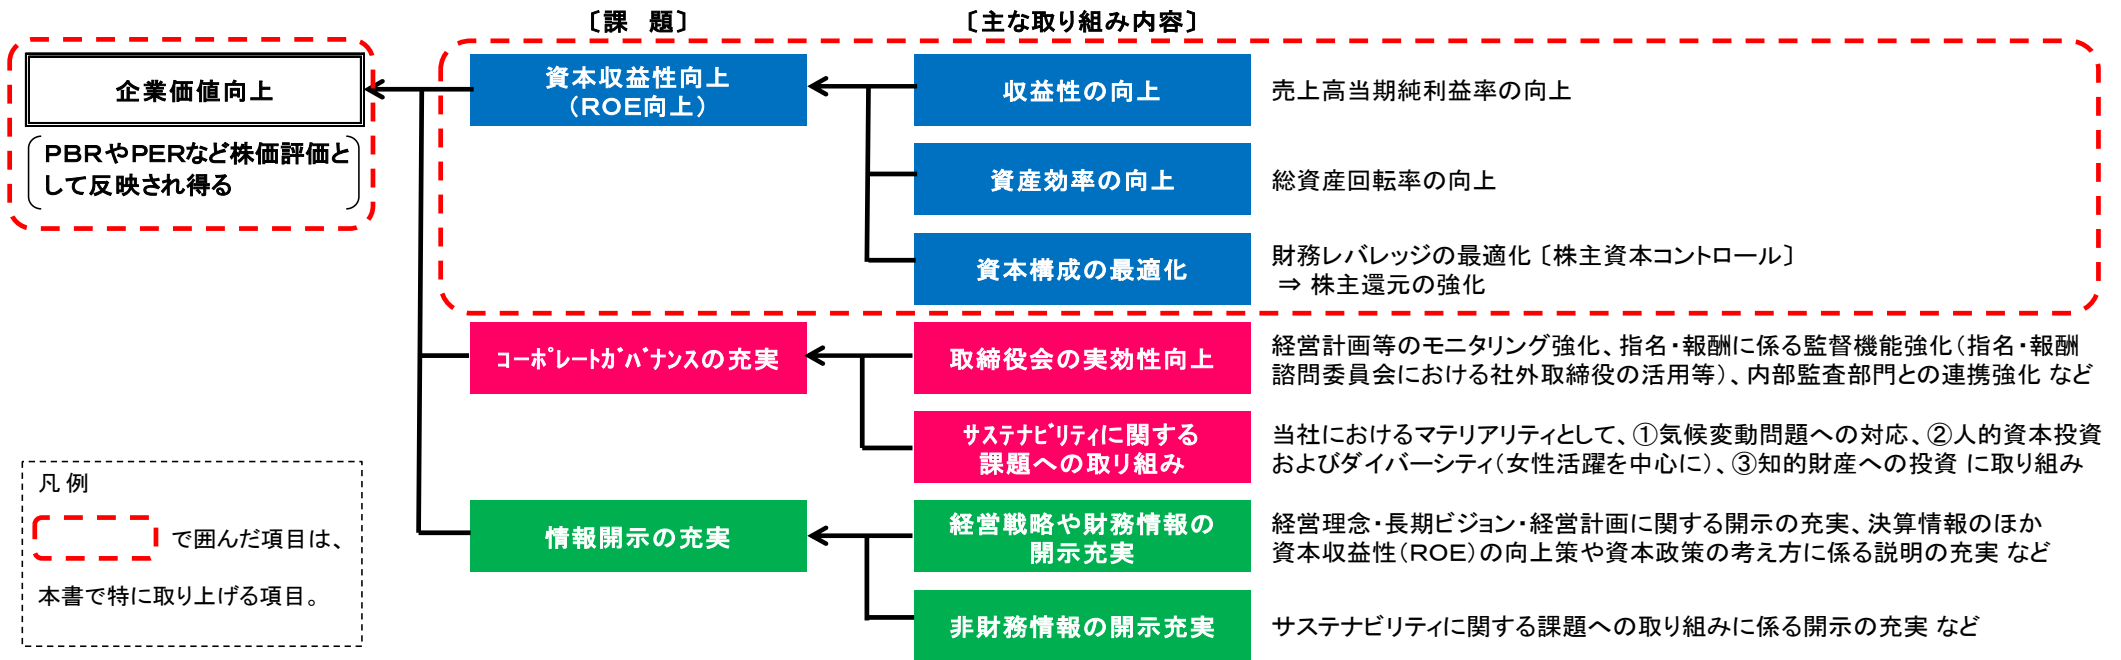 〔課　題〕
〔主な取り組み内容〕
企業価値向上
PBRやPERなど株価評価と
して反映され得る
資本収益性向上
（ROE向上）
収益性の向上
売上高当期純利益率の向上
資産効率の向上
総資産回転率の向上
資本構成の最適化
財務レバレッジの最適化〔株主資本コントロール〕
⇒ 株主還元の強化
ｺｰﾎﾟﾚｰﾄｶﾞﾊﾞﾅﾝｽの充実
取締役会の実効性向上
経営計画等のモニタリング強化、指名・報酬に係る監督機能強化（指名・報酬
諮問委員会における社外取締役の活用等）、内部監査部門との連携強化 など
ｻｽﾃﾅﾋﾞﾘﾃｨに関する
課題への取り組み
当社におけるマテリアリティとして、①気候変動問題への対応、②人的資本投資
およびダイバーシティ（女性活躍を中心に）、③知的財産への投資 に取り組み
情報開示の充実
経営戦略や財務情報の
開示充実
経営理念・長期ビジョン・経営計画に関する開示の充実、決算情報のほか
資本収益性（ROE）の向上策や資本政策の考え方に係る説明の充実 など
非財務情報の開示充実
サステナビリティに関する課題への取り組みに係る開示の充実 など
凡例
で囲んだ項目は、
本書で特に取り上げる項目。